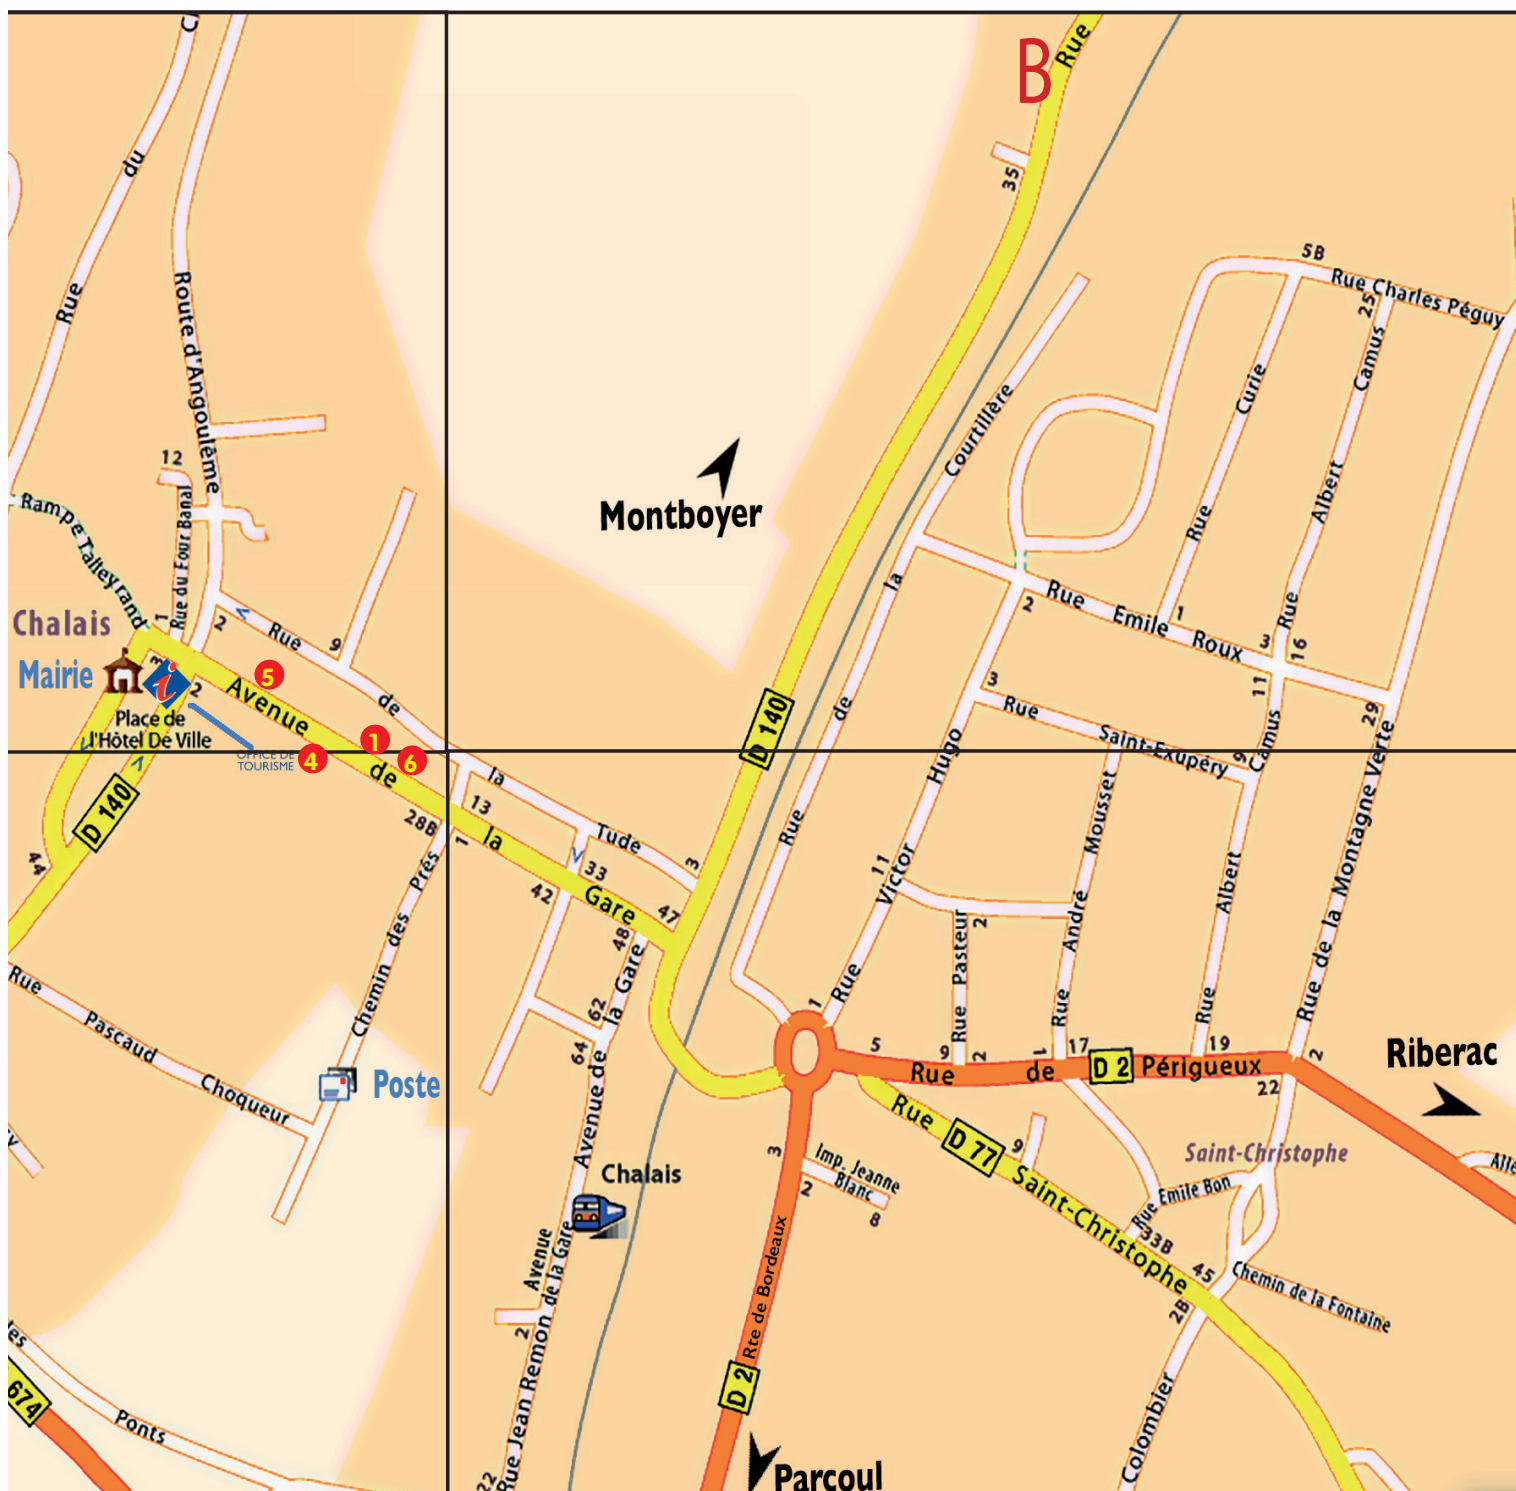 B
Rue
35
5B
Rue Charles Péguy
25
Rue du
Route d'Angoulême
12
Rampe Talleyrand
Rue du Four Banal
1
2
Chalais
Mairie
3
2
Place de
l'Hôtel De Ville
OFFICE DE
TOURISME
5
1
4
6
Rue de la Tude
9
3
Avenue de la Gare
13
28B
1
33
42
47
48
D 140
44
D 140
Montboyer
Rue de la Courtillère
Rue Curie
Rue Albert Camus
Rue Emile Roux
2
1
3
16
11
29
Rue Saint-Exupéry
3
9
Rue Victor Hugo
11
1
Rue André Mousset
1
Rue Pasteur
2
2
Rue Albert Camus
Rue de la Montagne Verte
2
Chemin des Prés
Rue Pascaud Choqueur
Poste
62
64
Avenue de la Gare
Chalais
Avenue de la Gare
2
Rue Jean Remon
22
Rue de Périgueux
D 2
5
9
17
19
22
Riberac
Rue Saint-Christophe
D 77
9
33B
45
2B
Saint-Christophe
Rue Emile Bon
Chemin de la Fontaine
Imp. Jeanne
Blanc
3
2
8
Rte de Bordeaux
D 2
Parcoul
Colombier
Ponts
674